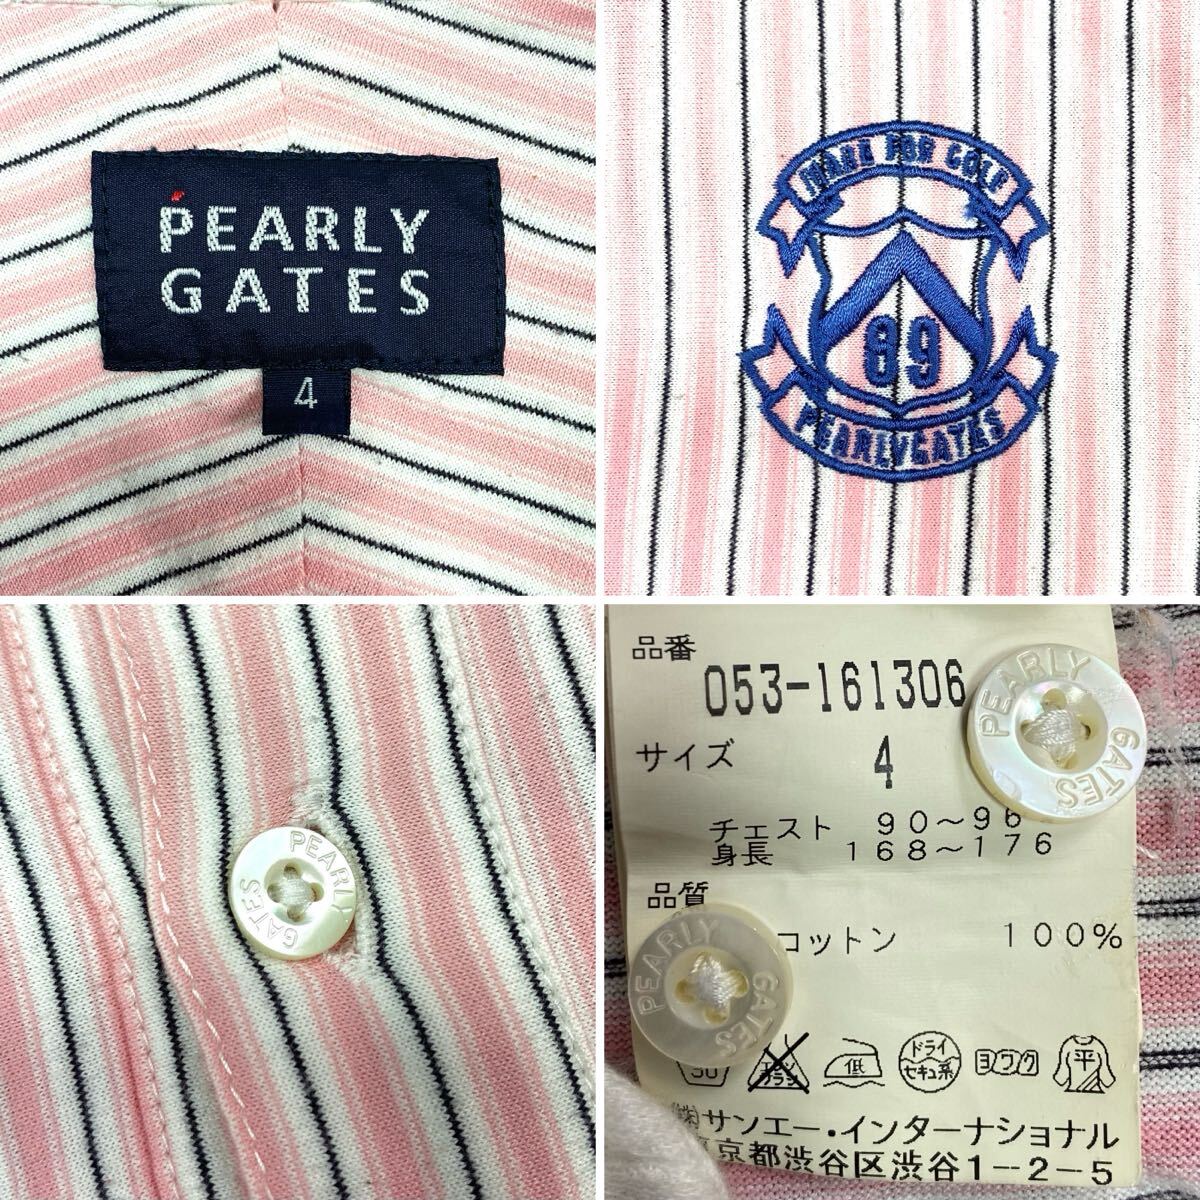 PEARLY
GATES
4
MADE FOR GOLF
89
PEARLYGATES
PEARLY
GATES
品番
053-161306
PEARLY
GATES
サイズ 4
チェスト 90~96
身長 168~176
品質
コットン 100%
PEARLY
GATES
低
ドライ
セキユ系
ヨワク
平
(株)サンエー・インターナショナル
東京都渋谷区渋谷1-2-5